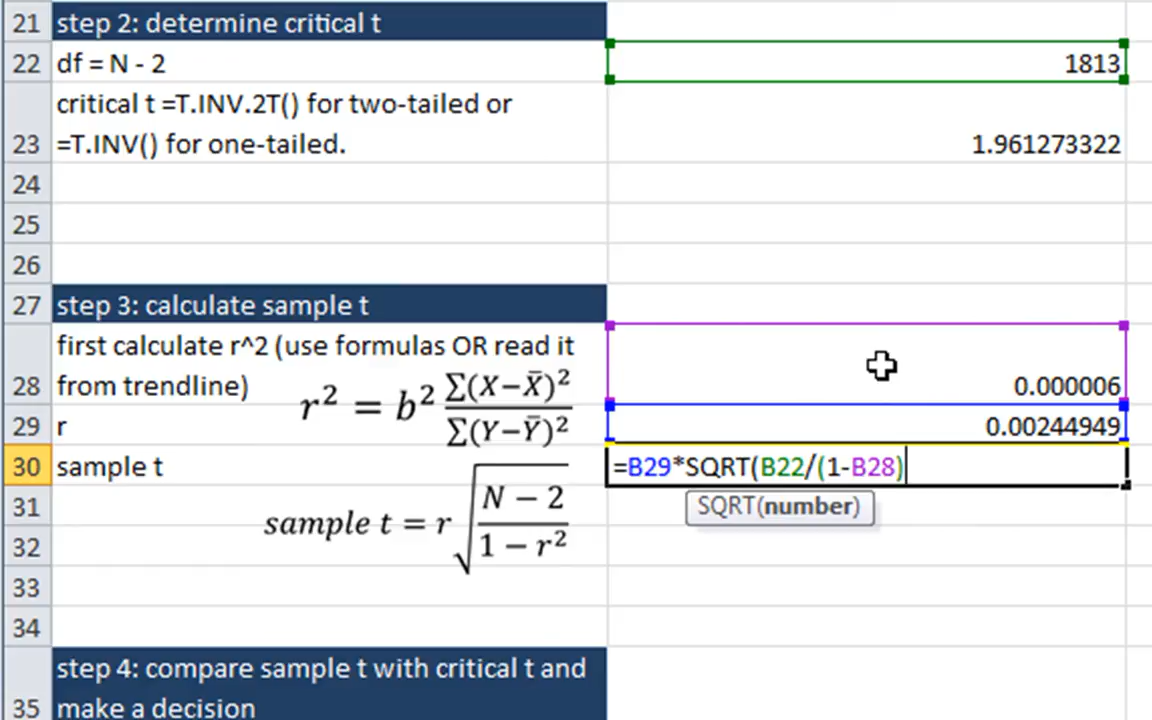 21 step 2: determine critical t
22 df = N - 2 1813
critical t =T.INV.2T() for two-tailed or
23 =T.INV() for one-tailed. 1.961273322
24
25
26
27 step 3: calculate sample t
first calculate r^2 (use formulas OR read it
28 from trendline) r² = b² ∑(X−X̄)² / ∑(Y−Ȳ)² 0.000006
29 r 0.00244949
30 sample t =B29*SQRT(B22/(1-B28)
31 sample t = r √((N − 2) / (1 − r²)) SQRT(number)
32
33
34
step 4: compare sample t with critical t and
35 make a decision